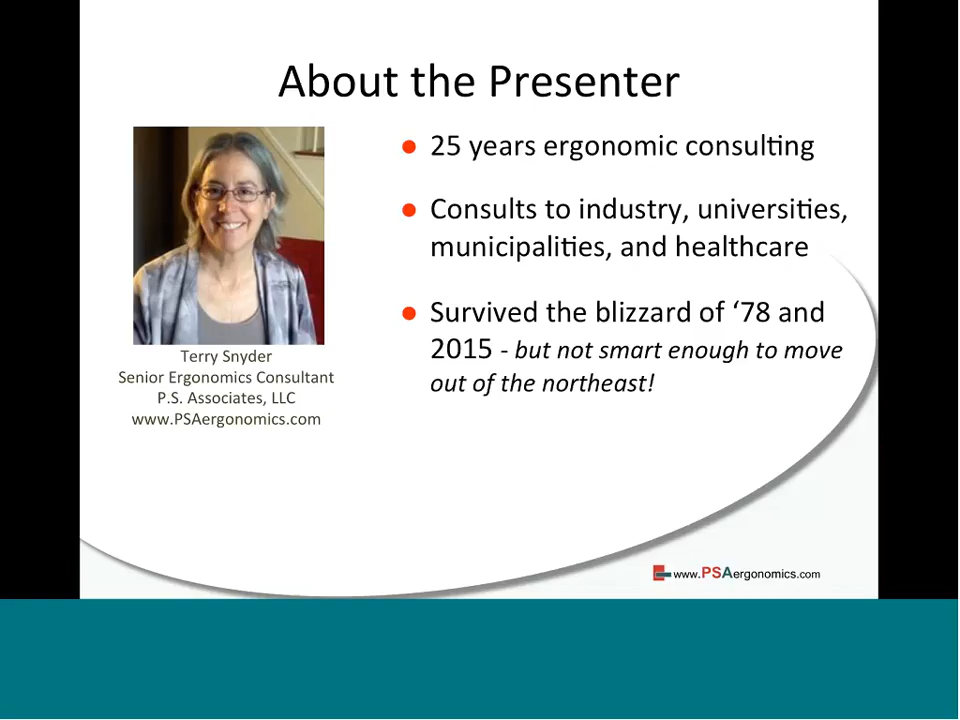 About the Presenter
Terry Snyder
Senior Ergonomics Consultant
P.S. Associates, LLC
www.PSAergonomics.com
● 25 years ergonomic consulting
● Consults to industry, universities,
municipalities, and healthcare
● Survived the blizzard of ‘78 and
2015 - but not smart enough to move
out of the northeast!
www.PSAergonomics.com